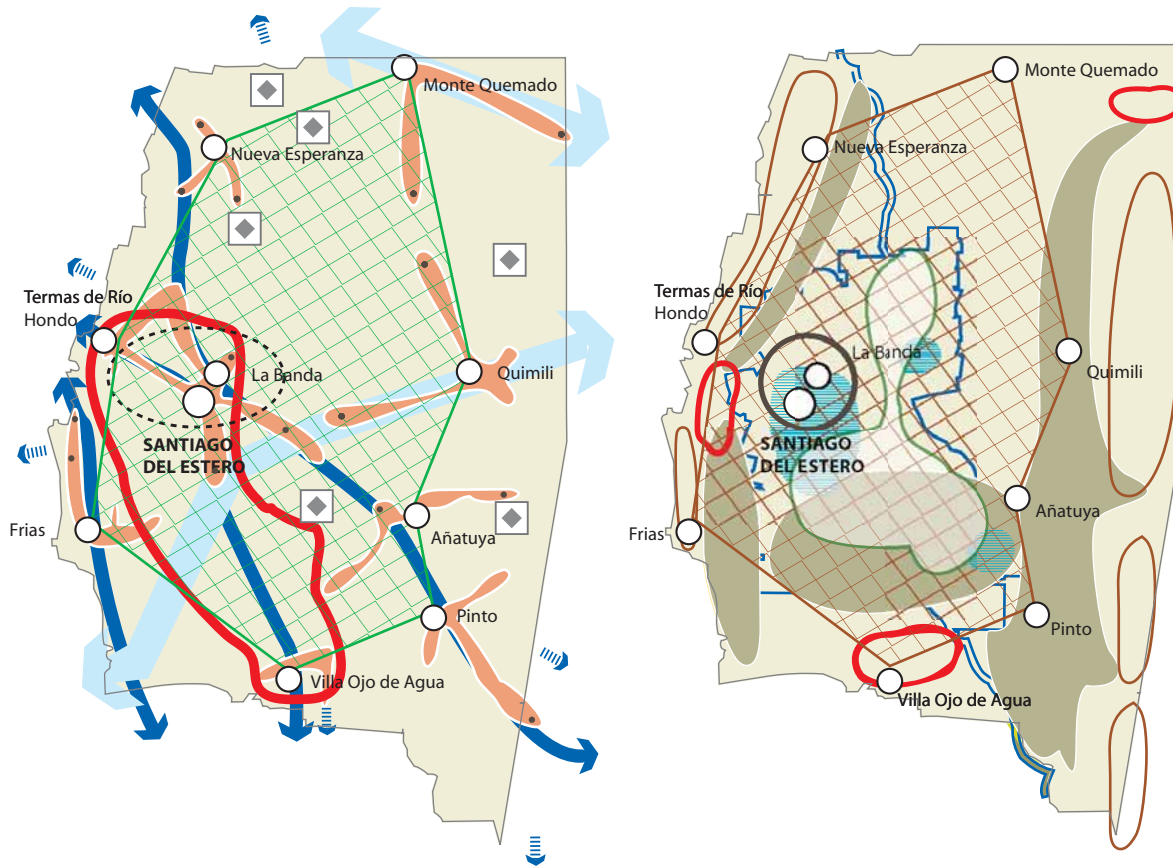 Monte Quemado
Nueva Esperanza
Termas de Río
Hondo
La Banda
Quimili
SANTIAGO
DEL ESTERO
Frias
Añatuya
Pinto
Villa Ojo de Agua
Monte Quemado
Nueva Esperanza
Termas de Río
Hondo
La Banda
Quimili
SANTIAGO
DEL ESTERO
Añatuya
Frias
Pinto
Villa Ojo de Agua